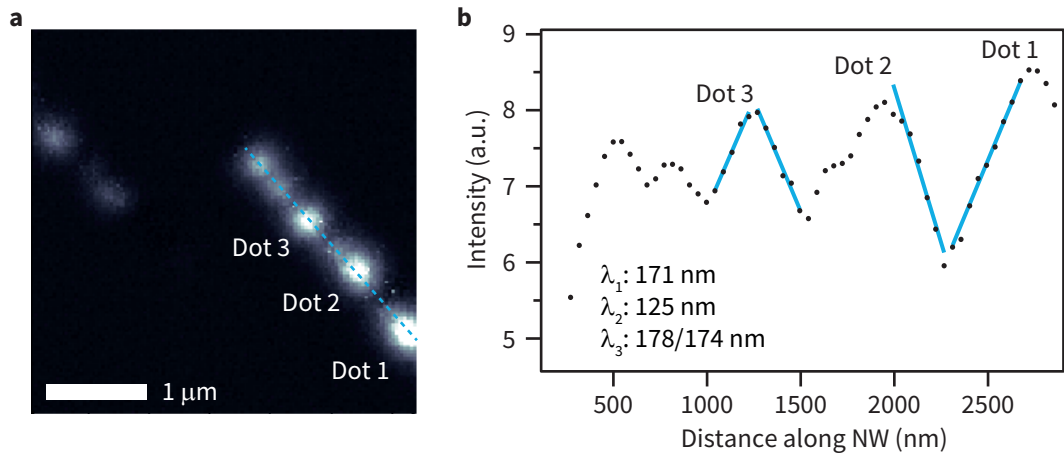 a
Dot 3
Dot 2
Dot 1
1 μm
b
9
8
7
6
5
Intensity (a.u.)
Dot 3
Dot 2
Dot 1
λ1: 171 nm
λ2: 125 nm
λ3: 178/174 nm
500 1000 1500 2000 2500
Distance along NW (nm)